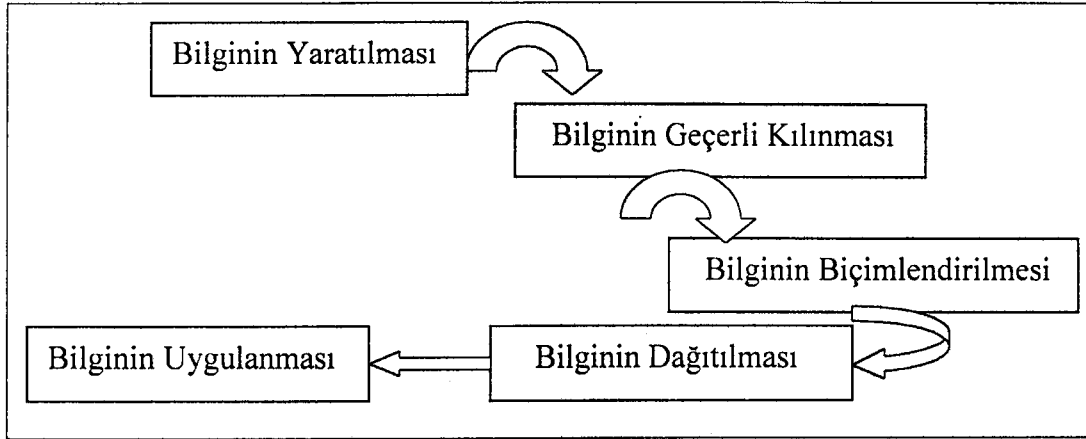 Bilginin Yaratılması
Bilginin Geçerli Kılınması
Bilginin Biçimlendirilmesi
Bilginin Dağıtılması
Bilginin Uygulanması